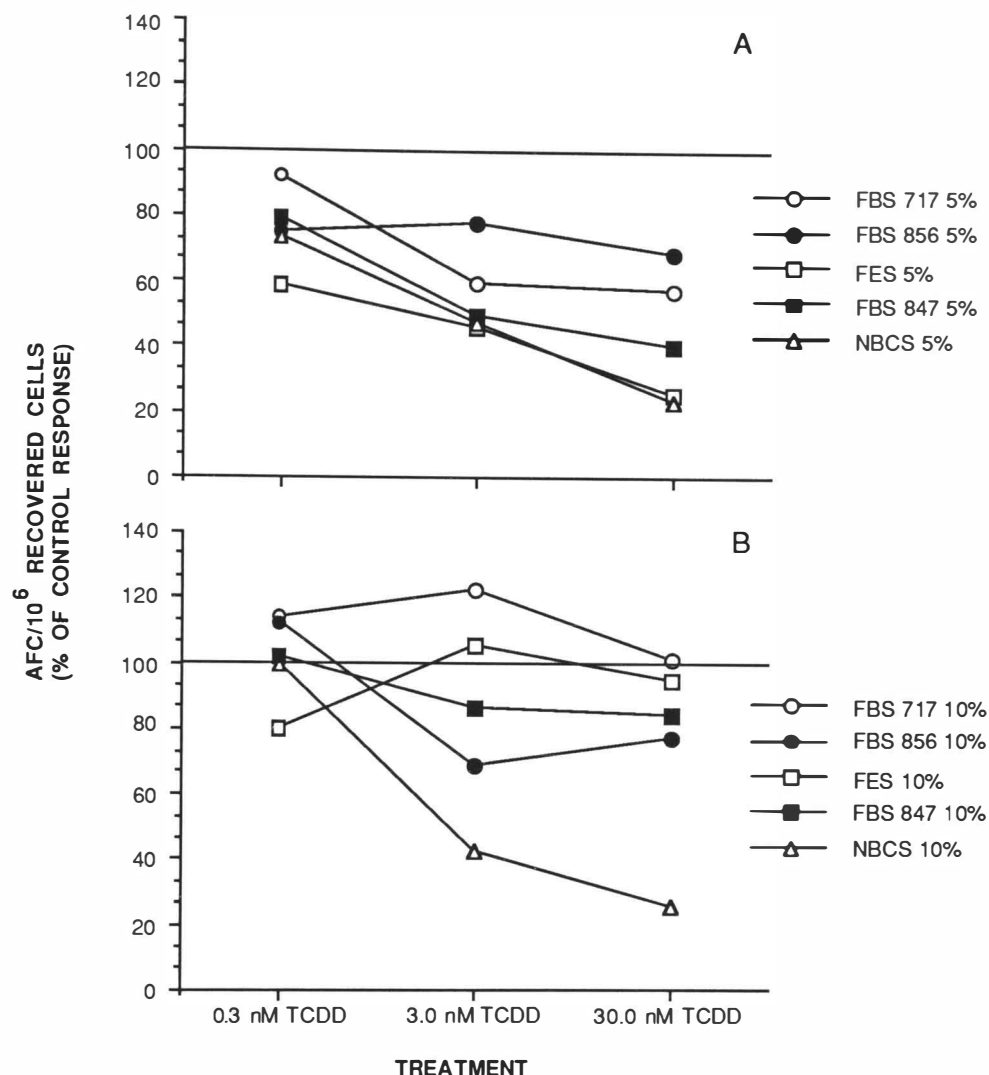 AFC/10⁶ RECOVERED CELLS
(% OF CONTROL RESPONSE)
A
140
120
100
80
60
40
20
0
FBS 717 5%
FBS 856 5%
FES 5%
FBS 847 5%
NBCS 5%
B
140
120
100
80
60
40
20
0
FBS 717 10%
FBS 856 10%
FES 10%
FBS 847 10%
NBCS 10%
0.3 nM TCDD 3.0 nM TCDD 30.0 nM TCDD
TREATMENT